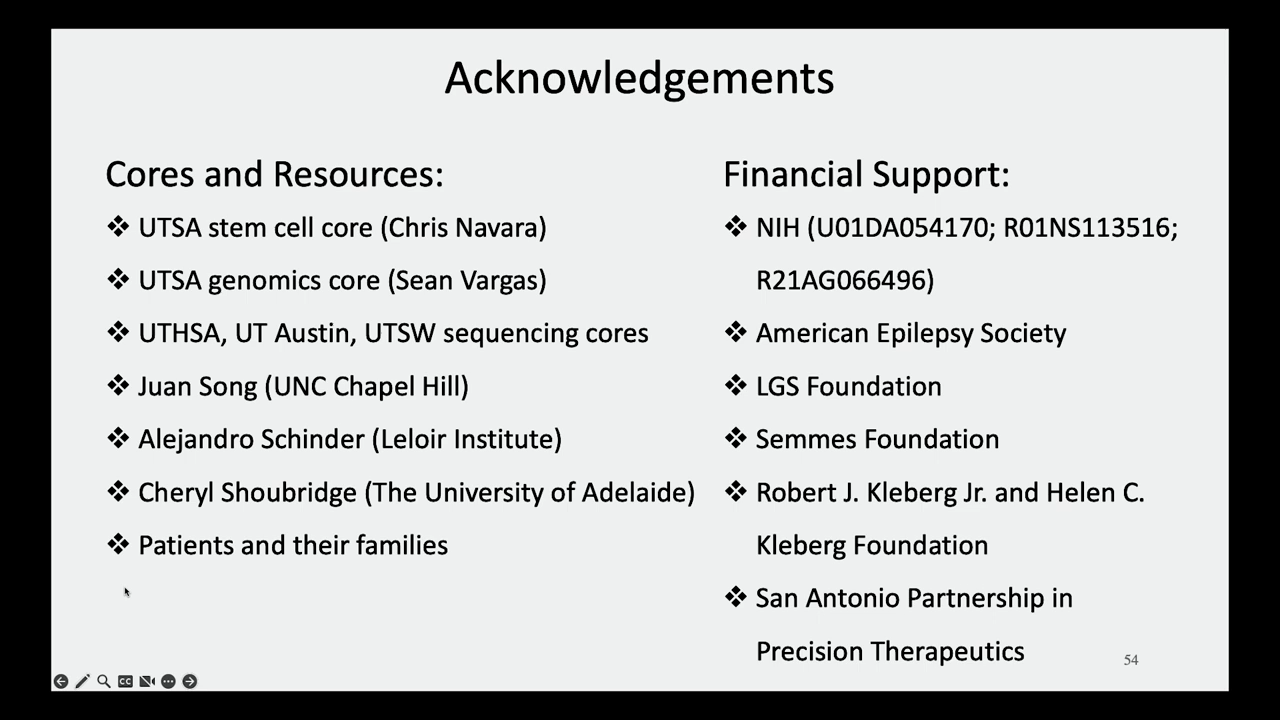 Acknowledgements
Cores and Resources:
❖ UTSA stem cell core (Chris Navara)
❖ UTSA genomics core (Sean Vargas)
❖ UTHSA, UT Austin, UTSW sequencing cores
❖ Juan Song (UNC Chapel Hill)
❖ Alejandro Schinder (Leloir Institute)
❖ Cheryl Shoubridge (The University of Adelaide)
❖ Patients and their families
Financial Support:
❖ NIH (U01DA054170; R01NS113516;
R21AG066496)
❖ American Epilepsy Society
❖ LGS Foundation
❖ Semmes Foundation
❖ Robert J. Kleberg Jr. and Helen C.
Kleberg Foundation
❖ San Antonio Partnership in
Precision Therapeutics
54
CC